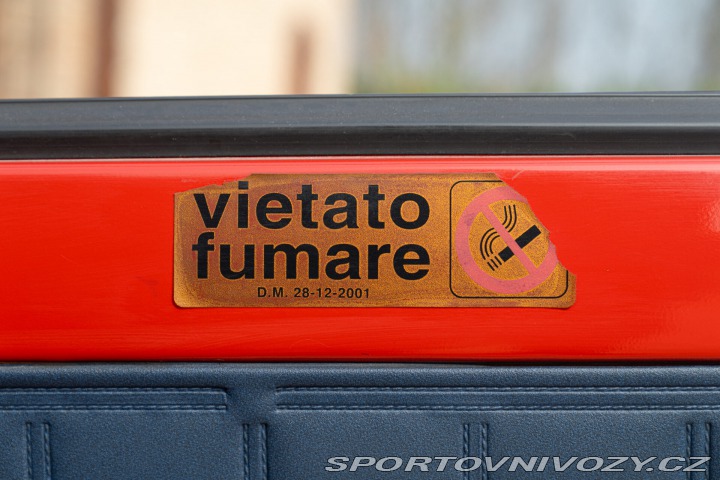 vietato
fumare
D.M. 28-12-2001
SPORTOVNIVOZY.CZ